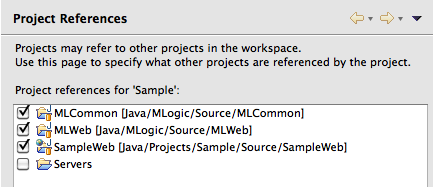 Project References
Projects may refer to other projects in the workspace.
Use this page to specify what other projects are referenced by the project.
Project references for 'Sample':
MLCommon [Java/MLogic/Source/MLCommon]
MLWeb [Java/MLogic/Source/MLWeb]
SampleWeb [Java/Projects/Sample/Source/SampleWeb]
Servers